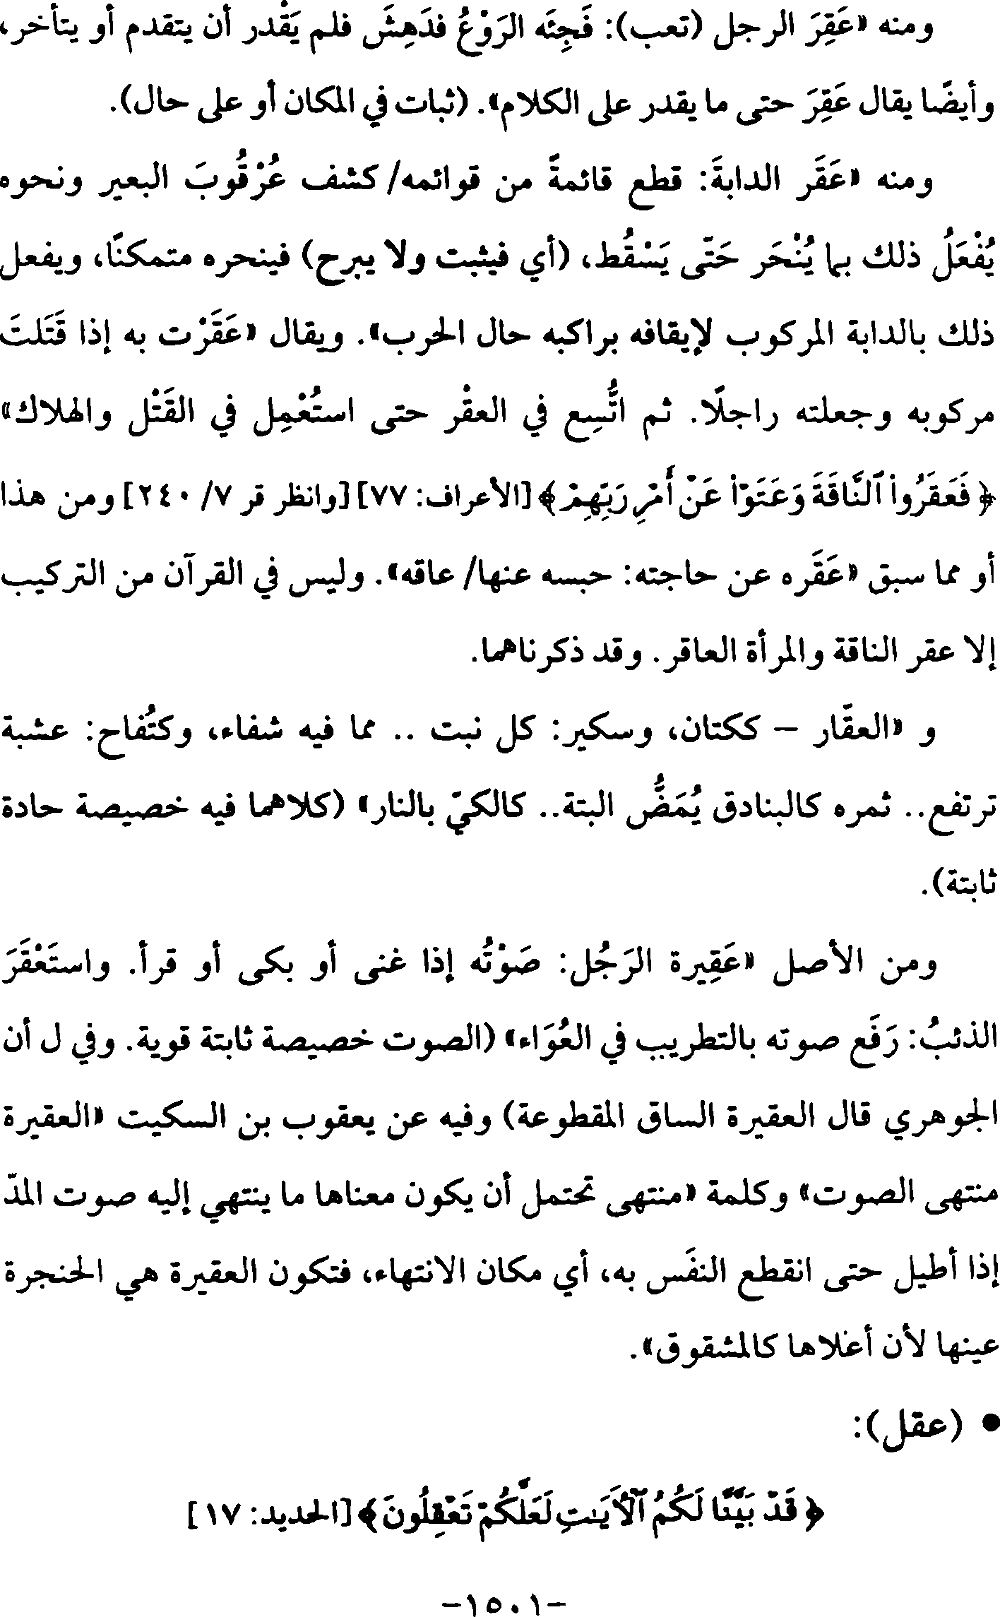 ومنه «عَقِرَ الرجل (تعب): فَجِئَه الرَوْعُ فدَهِشَ فلم يَقْدر أن يتقدم أو يتأخر،
وأيضًا يقال عَقِرَ حتى ما يقدر على الكلام». (ثبات في المكان أو على حال).
ومنه «عَقَر الدابةَ: قطع قائمةً من قوائمه/ كشف عُرْقُوبَ البعير ونحوه
يُفْعَلُ ذلك بما يُنْحَر حَتّى يَسْقُط، (أي فيثبت ولا يبرح) فينحره متمكنًا، ويفعل
ذلك بالدابة المركوب لإيقافه براكبه حال الحرب». ويقال «عَقَرْت به إذا قَتَلتَ
مركوبه وجعلته راجلًا. ثم اتُّسِع في العقْر حتى استُعْمِل في القَتْل والهلاك»
﴿فَعَقَرُوا۟ ٱلنَّاقَةَ وَعَتَوْا۟ عَنْ أَمْرِ رَبِّهِمْ﴾ [الأعراف: ٧٧] [وانظر قر ٧/ ٢٤٠] ومن هذا
أو مما سبق «عَقَره عن حاجته: حبسه عنها/ عاقه». وليس في القرآن من التركيب
إلا عقر الناقة والمرأة العاقر. وقد ذكرناهما.
و «العقّار – ككتان، وسكير: كل نبت .. مما فيه شفاء، وكتُفاح: عشبة
ترتفع.. ثمره كالبنادق يُمَضُّ البتة.. كالكيّ بالنار» (كلاهما فيه خصيصة حادة
ثابتة).
ومن الأصل «عَقِيرة الرَجُل: صَوْتُه إذا غنى أو بكى أو قرأ. واستَعْقَرَ
الذئبُ: رَفَع صوته بالتطريب في العُوَاء» (الصوت خصيصة ثابتة قوية. وفي ل أن
الجوهري قال العقيرة الساق المقطوعة) وفيه عن يعقوب بن السكيت «العقيرة
منتهى الصوت» وكلمة «منتهى تحتمل أن يكون معناها ما ينتهي إليه صوت المدّ
إذا أطيل حتى انقطع النفَس به، أي مكان الانتهاء، فتكون العقيرة هي الحنجرة
عينها لأن أعلاها كالمشقوق».
• (عقل):
﴿قَدْ بَيَّنَّا لَكُمُ ٱلْأَيَـٰتِ لَعَلَّكُمْ تَعْقِلُونَ﴾ [الحديد: ١٧]
-١٥٠١-